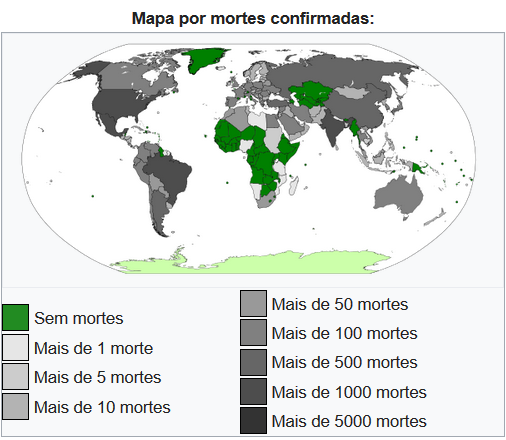 Mapa por mortes confirmadas:
Sem mortes
Mais de 1 morte
Mais de 5 mortes
Mais de 10 mortes
Mais de 50 mortes
Mais de 100 mortes
Mais de 500 mortes
Mais de 1000 mortes
Mais de 5000 mortes